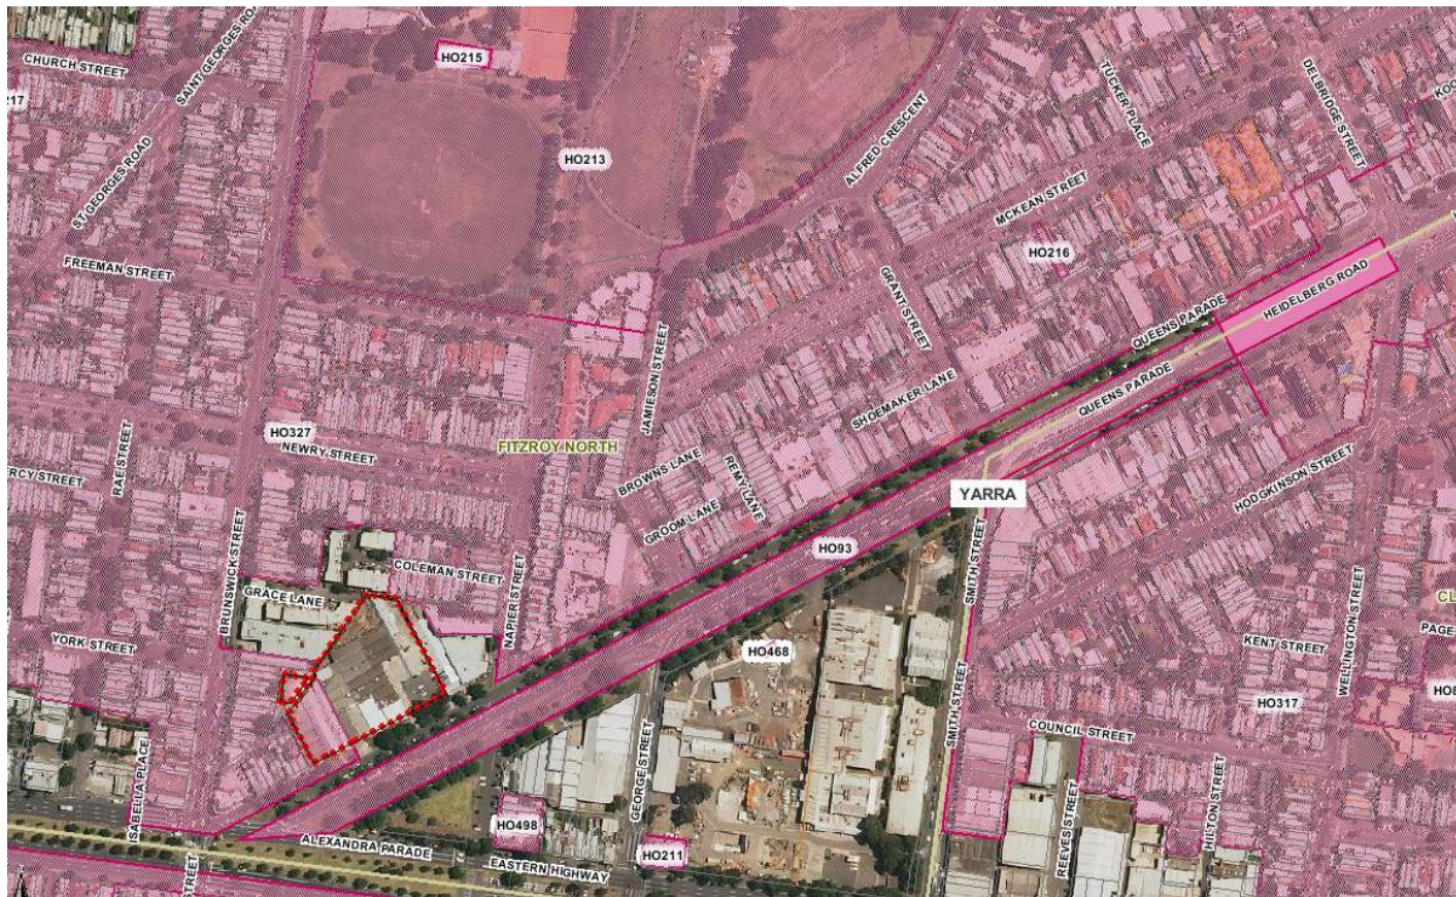 CHURCH STREET
SAINT GEORGES
217
HO215
ST GEORGES ROAD
HO213
ALFRED CRESCENT
TUCKER PLACE
DELBRIDGE STREET
MCKEAN STREET
FREEMAN STREET
HO216
GRANT STREET
HEIDELBERG ROAD
QUEENS PARADE
QUEENS PARADE
JAMIESON STREET
SHOEMAKER LANE
HO327
NEWRY STREET
FITZROY NORTH
RAE STREET
BROWNS LANE
REMY LANE
GROOM LANE
HODGKINSON STREET
YARRA
BRUNSWICK STREET
COLEMAN STREET
GRACE LANE
NAPIER STREET
HO93
SMITH STREET
YORK STREET
HO468
KENT STREET
WELLINGTON STREET
CL
PAGE
HO317
SMITH STREET
COUNCIL STREET
ISABELLA PLACE
GEORGE STREET
HO498
HO211
ALEXANDRA PARADE
EASTERN HIGHWAY
REEVES STREET
HILTON STREET
STREET